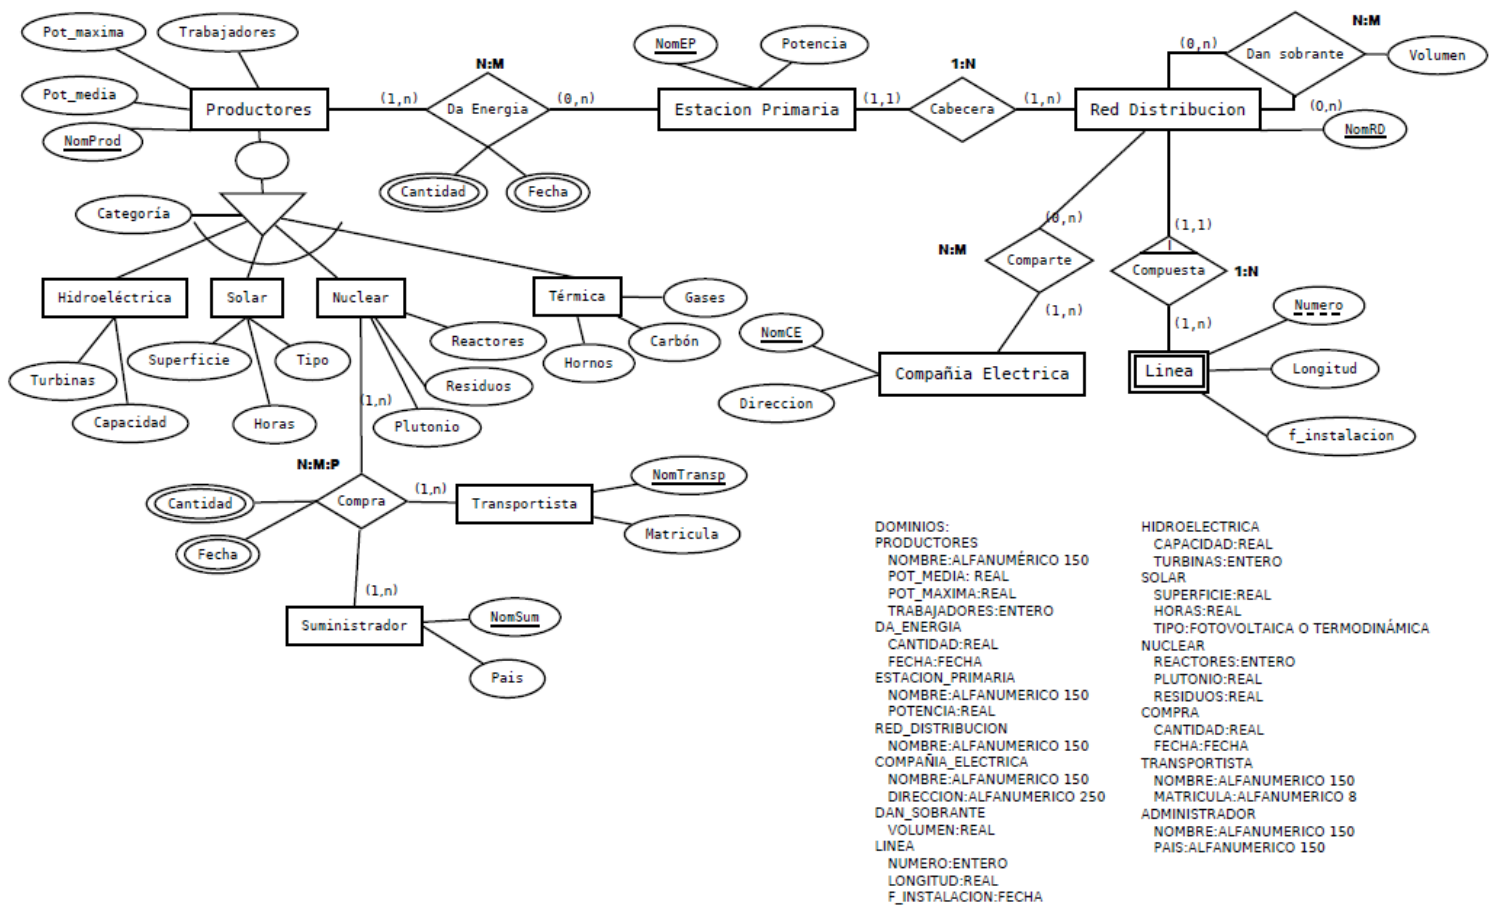 Pot_maxima
Trabajadores
Pot_media
NomProd
Productores
(1,n)
N:M
Da Energia
(0,n)
Cantidad
Fecha
NomEP
Potencia
Estacion Primaria
(1,1)
1:N
Cabecera
(1,n)
Red Distribucion
(0,n)
N:M
Dan sobrante
Volumen
(0,n)
NomRD
Categoría
Hidroeléctrica
Solar
Nuclear
Térmica
Gases
Carbón
Hornos
Turbinas
Capacidad
Superficie
Horas
Tipo
Reactores
Residuos
Plutonio
(1,n)
N:M:P
Compra
Cantidad
Fecha
(1,n)
Transportista
NomTransp
Matricula
(1,n)
Suministrador
NomSum
Pais
(0,n)
N:M
Comparte
(1,n)
NomCE
Direccion
Compañia Electrica
(1,1)
I
Compuesta
1:N
(1,n)
Linea
Numero
Longitud
f_instalacion
DOMINIOS:
PRODUCTORES
NOMBRE:ALFANUMÉRICO 150
POT_MEDIA: REAL
POT_MAXIMA:REAL
TRABAJADORES:ENTERO
DA_ENERGIA
CANTIDAD:REAL
FECHA:FECHA
ESTACION_PRIMARIA
NOMBRE:ALFANUMERICO 150
POTENCIA:REAL
RED_DISTRIBUCION
NOMBRE:ALFANUMERICO 150
COMPAÑIA_ELECTRICA
NOMBRE:ALFANUMERICO 150
DIRECCION:ALFANUMERICO 250
DAN_SOBRANTE
VOLUMEN:REAL
LINEA
NUMERO:ENTERO
LONGITUD:REAL
F_INSTALACION:FECHA
HIDROELECTRICA
CAPACIDAD:REAL
TURBINAS:ENTERO
SOLAR
SUPERFICIE:REAL
HORAS:REAL
TIPO:FOTOVOLTAICA O TERMODINÁMICA
NUCLEAR
REACTORES:ENTERO
PLUTONIO:REAL
RESIDUOS:REAL
COMPRA
CANTIDAD:REAL
FECHA:FECHA
TRANSPORTISTA
NOMBRE:ALFANUMERICO 150
MATRICULA:ALFANUMERICO 8
ADMINISTRADOR
NOMBRE:ALFANUMERICO 150
PAIS:ALFANUMERICO 150